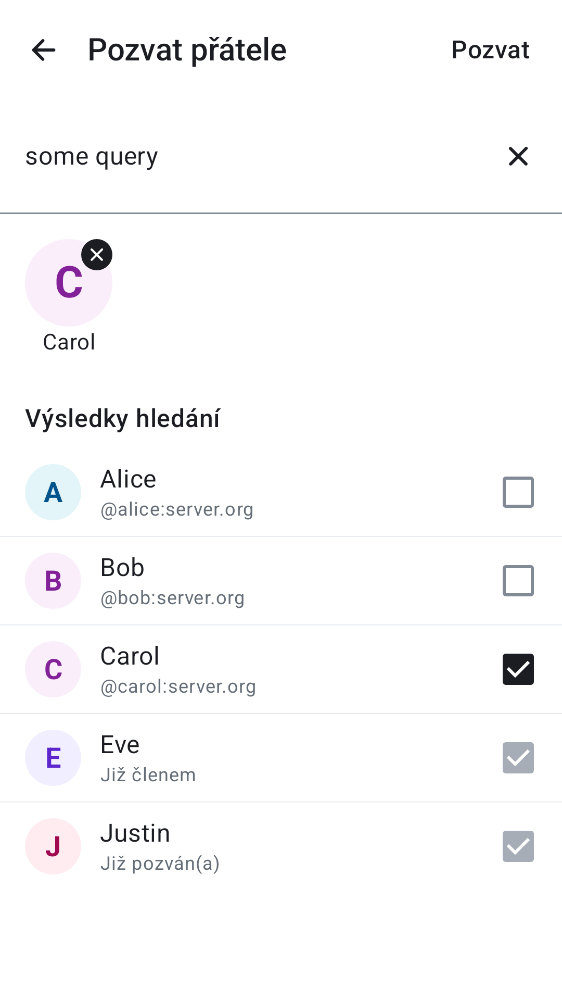 Pozvat přátele
Pozvat
some query
C
Carol
Výsledky hledání
A
Alice
@alice:server.org
B
Bob
@bob:server.org
C
Carol
@carol:server.org
E
Eve
Již členem
J
Justin
Již pozván(a)